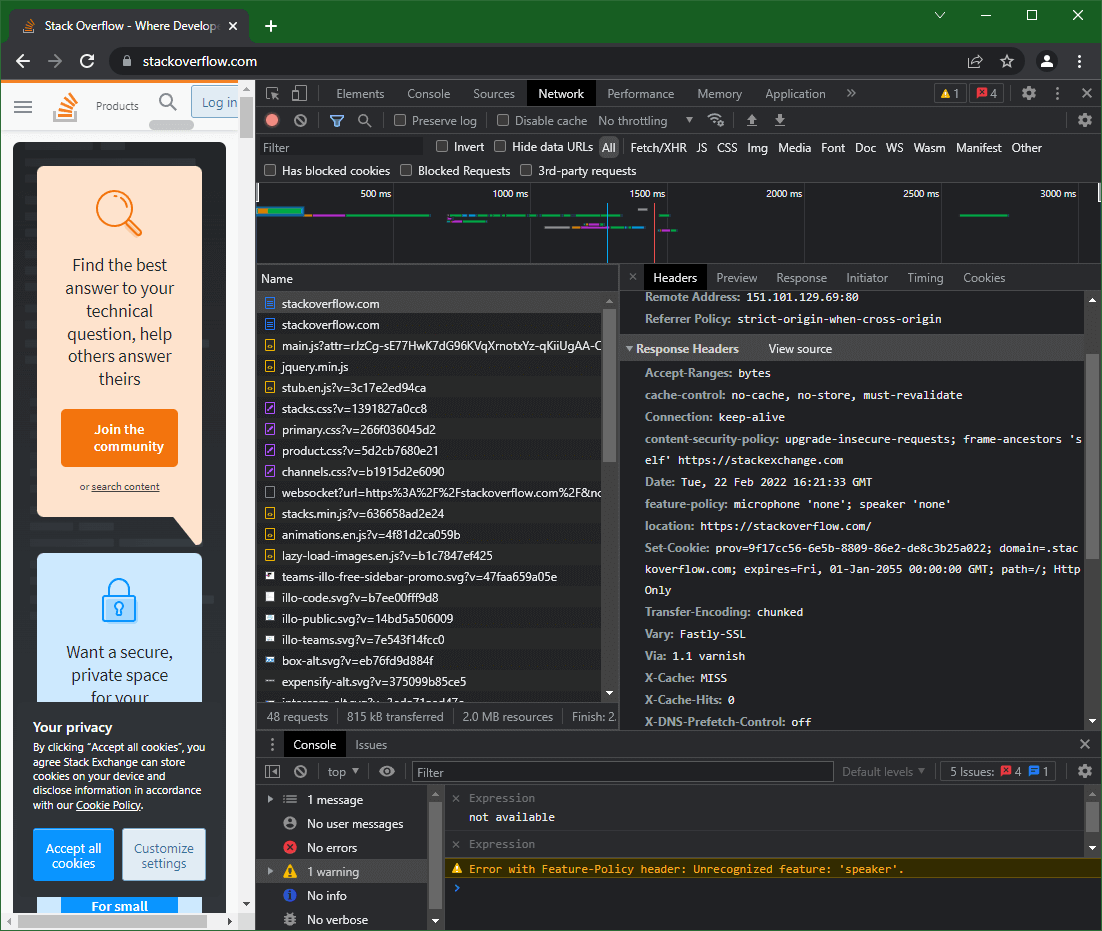 Stack Overflow - Where Develope
stackoverflow.com
Products
Log in
Find the best
answer to your
technical
question, help
others answer
theirs
Join the
community
or search content
Want a secure,
private space
for your
Your privacy
By clicking “Accept all cookies”, you
agree Stack Exchange can store
cookies on your device and
disclose information in accordance
with our Cookie Policy.
Accept all
cookies
Customize
settings
For small
Elements Console Sources Network Performance Memory Application 1 4
Preserve log Disable cache No throttling
Filter Invert Hide data URLs All Fetch/XHR JS CSS Img Media Font Doc WS Wasm Manifest Other
Has blocked cookies Blocked Requests 3rd-party requests
500 ms 1000 ms 1500 ms 2000 ms 2500 ms 3000 ms
Name
stackoverflow.com
stackoverflow.com
main.js?attr=rJzCg-sE77HwK7dG96KVqXrnotxYz-qKiiUgAA-C
jquery.min.js
stub.en.js?v=3c17e2ed94ca
stacks.css?v=1391827a0cc8
primary.css?v=266f036045d2
product.css?v=5d2cb7680e21
channels.css?v=b1915d2e6090
websocket?url=https%3A%2F%2Fstackoverflow.com%2F&nc
stacks.min.js?v=636658ad2e24
animations.en.js?v=4f81d2ca059b
lazy-load-images.en.js?v=b1c7847ef425
teams-illo-free-sidebar-promo.svg?v=47faa659a05e
illo-code.svg?v=b7ee00fff9d8
illo-public.svg?v=14bd5a506009
illo-teams.svg?v=7e543f14fcc0
box-alt.svg?v=eb76fd9d884f
expensify-alt.svg?v=375099b85ce5
48 requests 815 kB transferred 2.0 MB resources Finish: 2.
Headers Preview Response Initiator Timing Cookies
Remote Address: 151.101.129.69:80
Referrer Policy: strict-origin-when-cross-origin
Response Headers View source
Accept-Ranges: bytes
cache-control: no-cache, no-store, must-revalidate
Connection: keep-alive
content-security-policy: upgrade-insecure-requests; frame-ancestors 's
elf' https://stackexchange.com
Date: Tue, 22 Feb 2022 16:21:33 GMT
feature-policy: microphone 'none'; speaker 'none'
location: https://stackoverflow.com/
Set-Cookie: prov=9f17cc56-6e5b-8809-86e2-de8c3b25a022; domain=.stac
koverflow.com; expires=Fri, 01-Jan-2055 00:00:00 GMT; path=/; Http
Only
Transfer-Encoding: chunked
Vary: Fastly-SSL
Via: 1.1 varnish
X-Cache: MISS
X-Cache-Hits: 0
X-DNS-Prefetch-Control: off
Console Issues
top Filter Default levels 5 Issues: 4 1
1 message
No user messages
No errors
1 warning
No info
No verbose
Expression
not available
Expression
Error with Feature-Policy header: Unrecognized feature: 'speaker'.